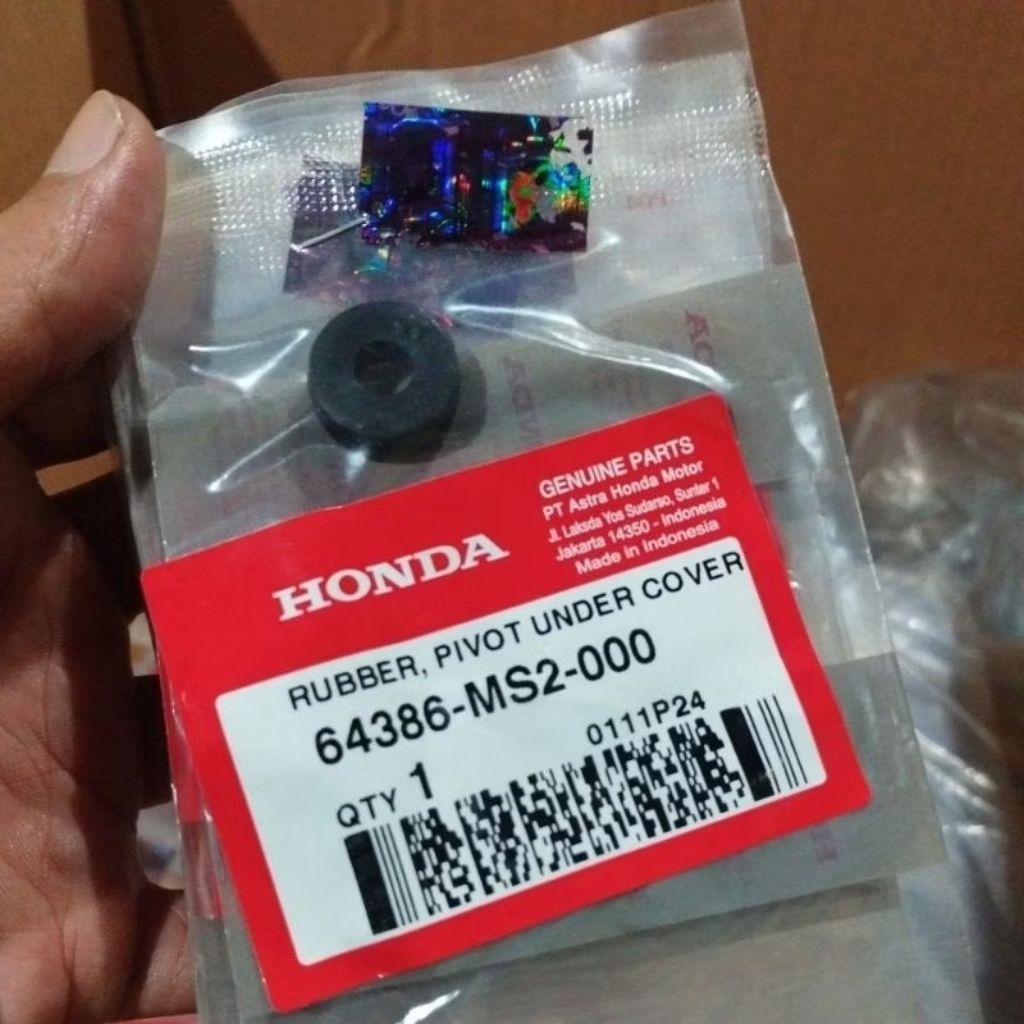 HONDA
GENUINE PARTS
PT Astra Honda Motor
Jl. Laksda Yos Sudarso, Sunter 1
Jakarta 14350 - Indonesia
Made in Indonesia
RUBBER, PIVOT UNDER COVER
64386-MS2-000
0111P24
QTY 1